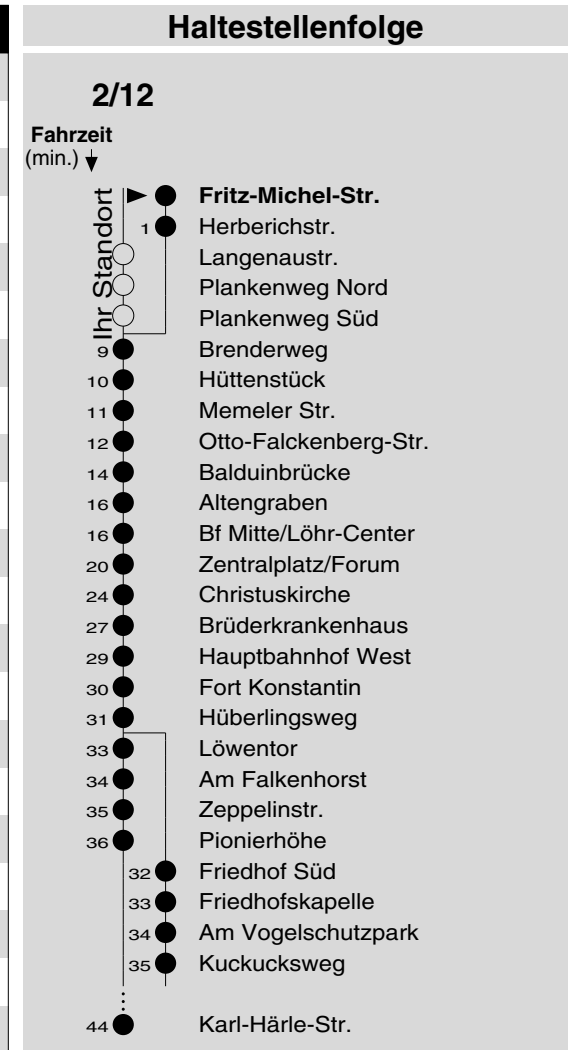 Haltestellenfolge
2/12
Fahrzeit
(min.)
Ihr Standort
Fritz-Michel-Str.
1 Herberichstr.
Langenaustr.
Plankenweg Nord
Plankenweg Süd
9 Brenderweg
10 Hüttenstück
11 Memeler Str.
12 Otto-Falckenberg-Str.
14 Balduinbrücke
16 Altengraben
16 Bf Mitte/Löhr-Center
20 Zentralplatz/Forum
24 Christuskirche
27 Brüderkrankenhaus
29 Hauptbahnhof West
30 Fort Konstantin
31 Hüberlingsweg
33 Löwentor
34 Am Falkenhorst
35 Zeppelinstr.
36 Pionierhöhe
32 Friedhof Süd
33 Friedhofskapelle
34 Am Vogelschutzpark
35 Kuckucksweg
44 Karl-Härle-Str.